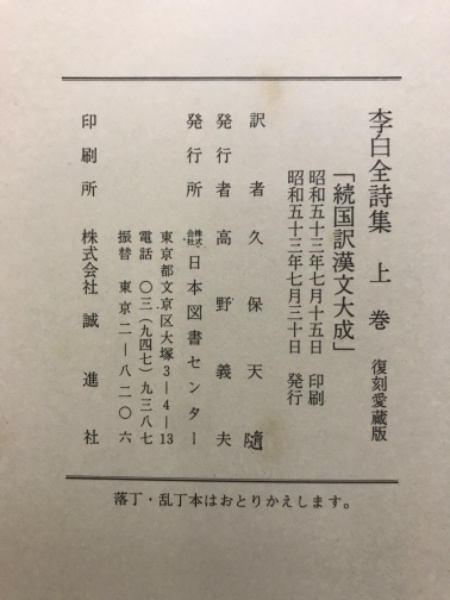 李白全詩集 上巻 復刻愛蔵版
「続国訳漢文大成」
昭和五十三年七月十五日 印刷
昭和五十三年七月三十日 発行
訳者 久保天隨
発行者 高野義夫
発行所 株式会社 日本図書センター
東京都文京区大塚3―4―13
電話 〇三(九四七)九三八七
振替 東京二―八二〇六
印刷所 株式会社誠進社
落丁・乱丁本はおとりかえします。